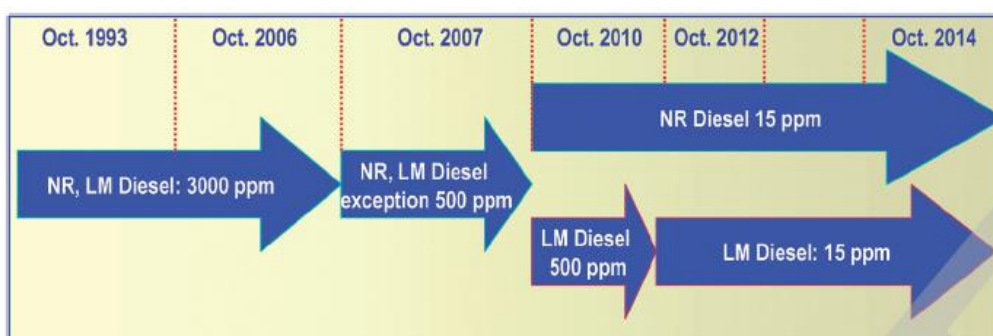 Oct. 1993 Oct. 2006 Oct. 2007 Oct. 2010 Oct. 2012 Oct. 2014
NR Diesel 15 ppm
NR, LM Diesel: 3000 ppm
NR, LM Diesel
exception 500 ppm
LM Diesel
500 ppm
LM Diesel: 15 ppm